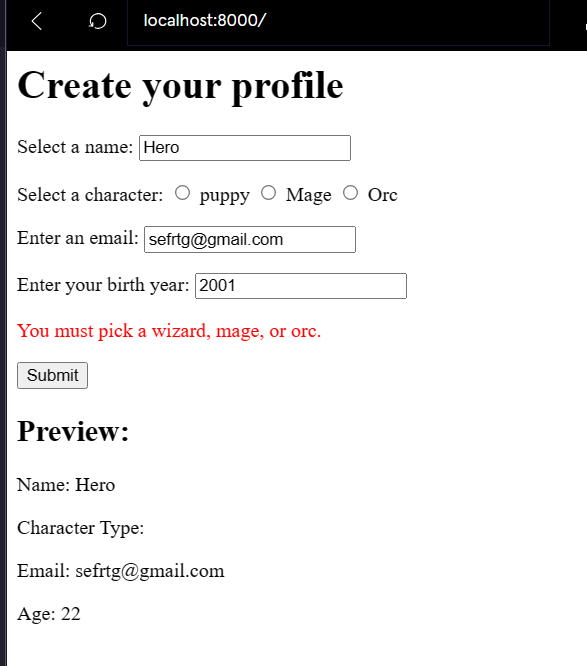 localhost:8000/
Create your profile
Select a name: Hero
Select a character: puppy Mage Orc
Enter an email: sefrtg@gmail.com
Enter your birth year: 2001
You must pick a wizard, mage, or orc.
Submit
Preview:
Name: Hero
Character Type:
Email: sefrtg@gmail.com
Age: 22